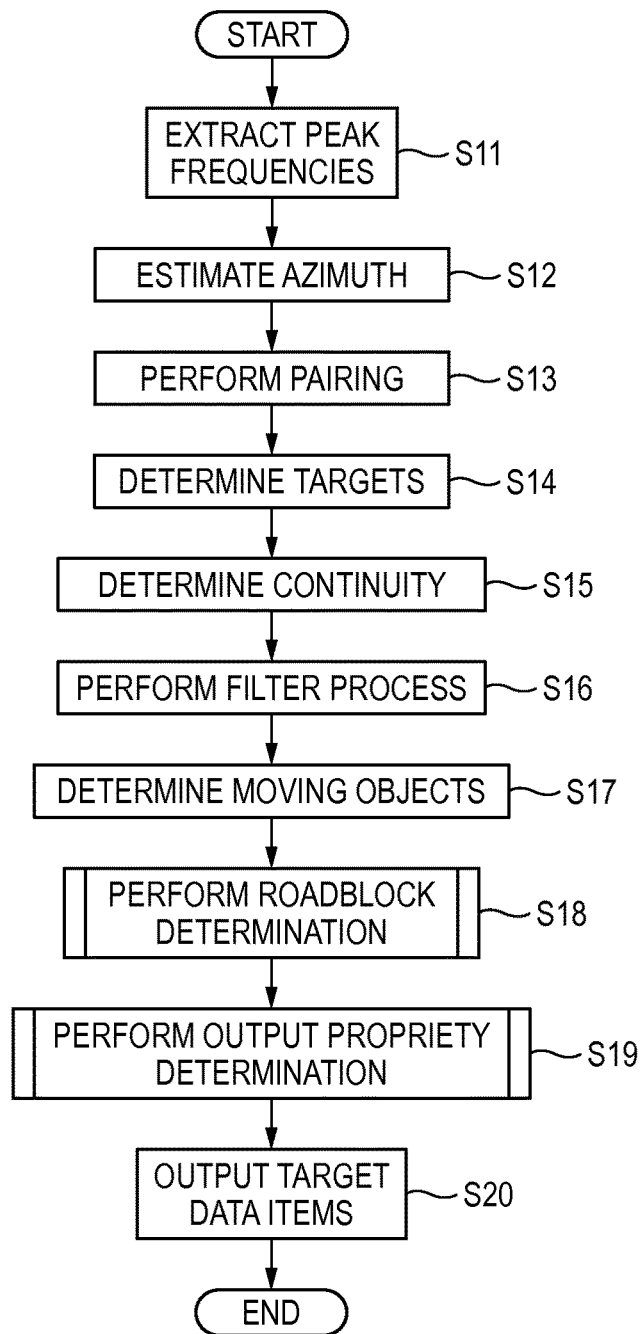 START
EXTRACT PEAK
FREQUENCIES
S11
ESTIMATE AZIMUTH
S12
PERFORM PAIRING
S13
DETERMINE TARGETS
S14
DETERMINE CONTINUITY
S15
PERFORM FILTER PROCESS
S16
DETERMINE MOVING OBJECTS
S17
PERFORM ROADBLOCK
DETERMINATION
S18
PERFORM OUTPUT PROPRIETY
DETERMINATION
S19
OUTPUT TARGET
DATA ITEMS
S20
END